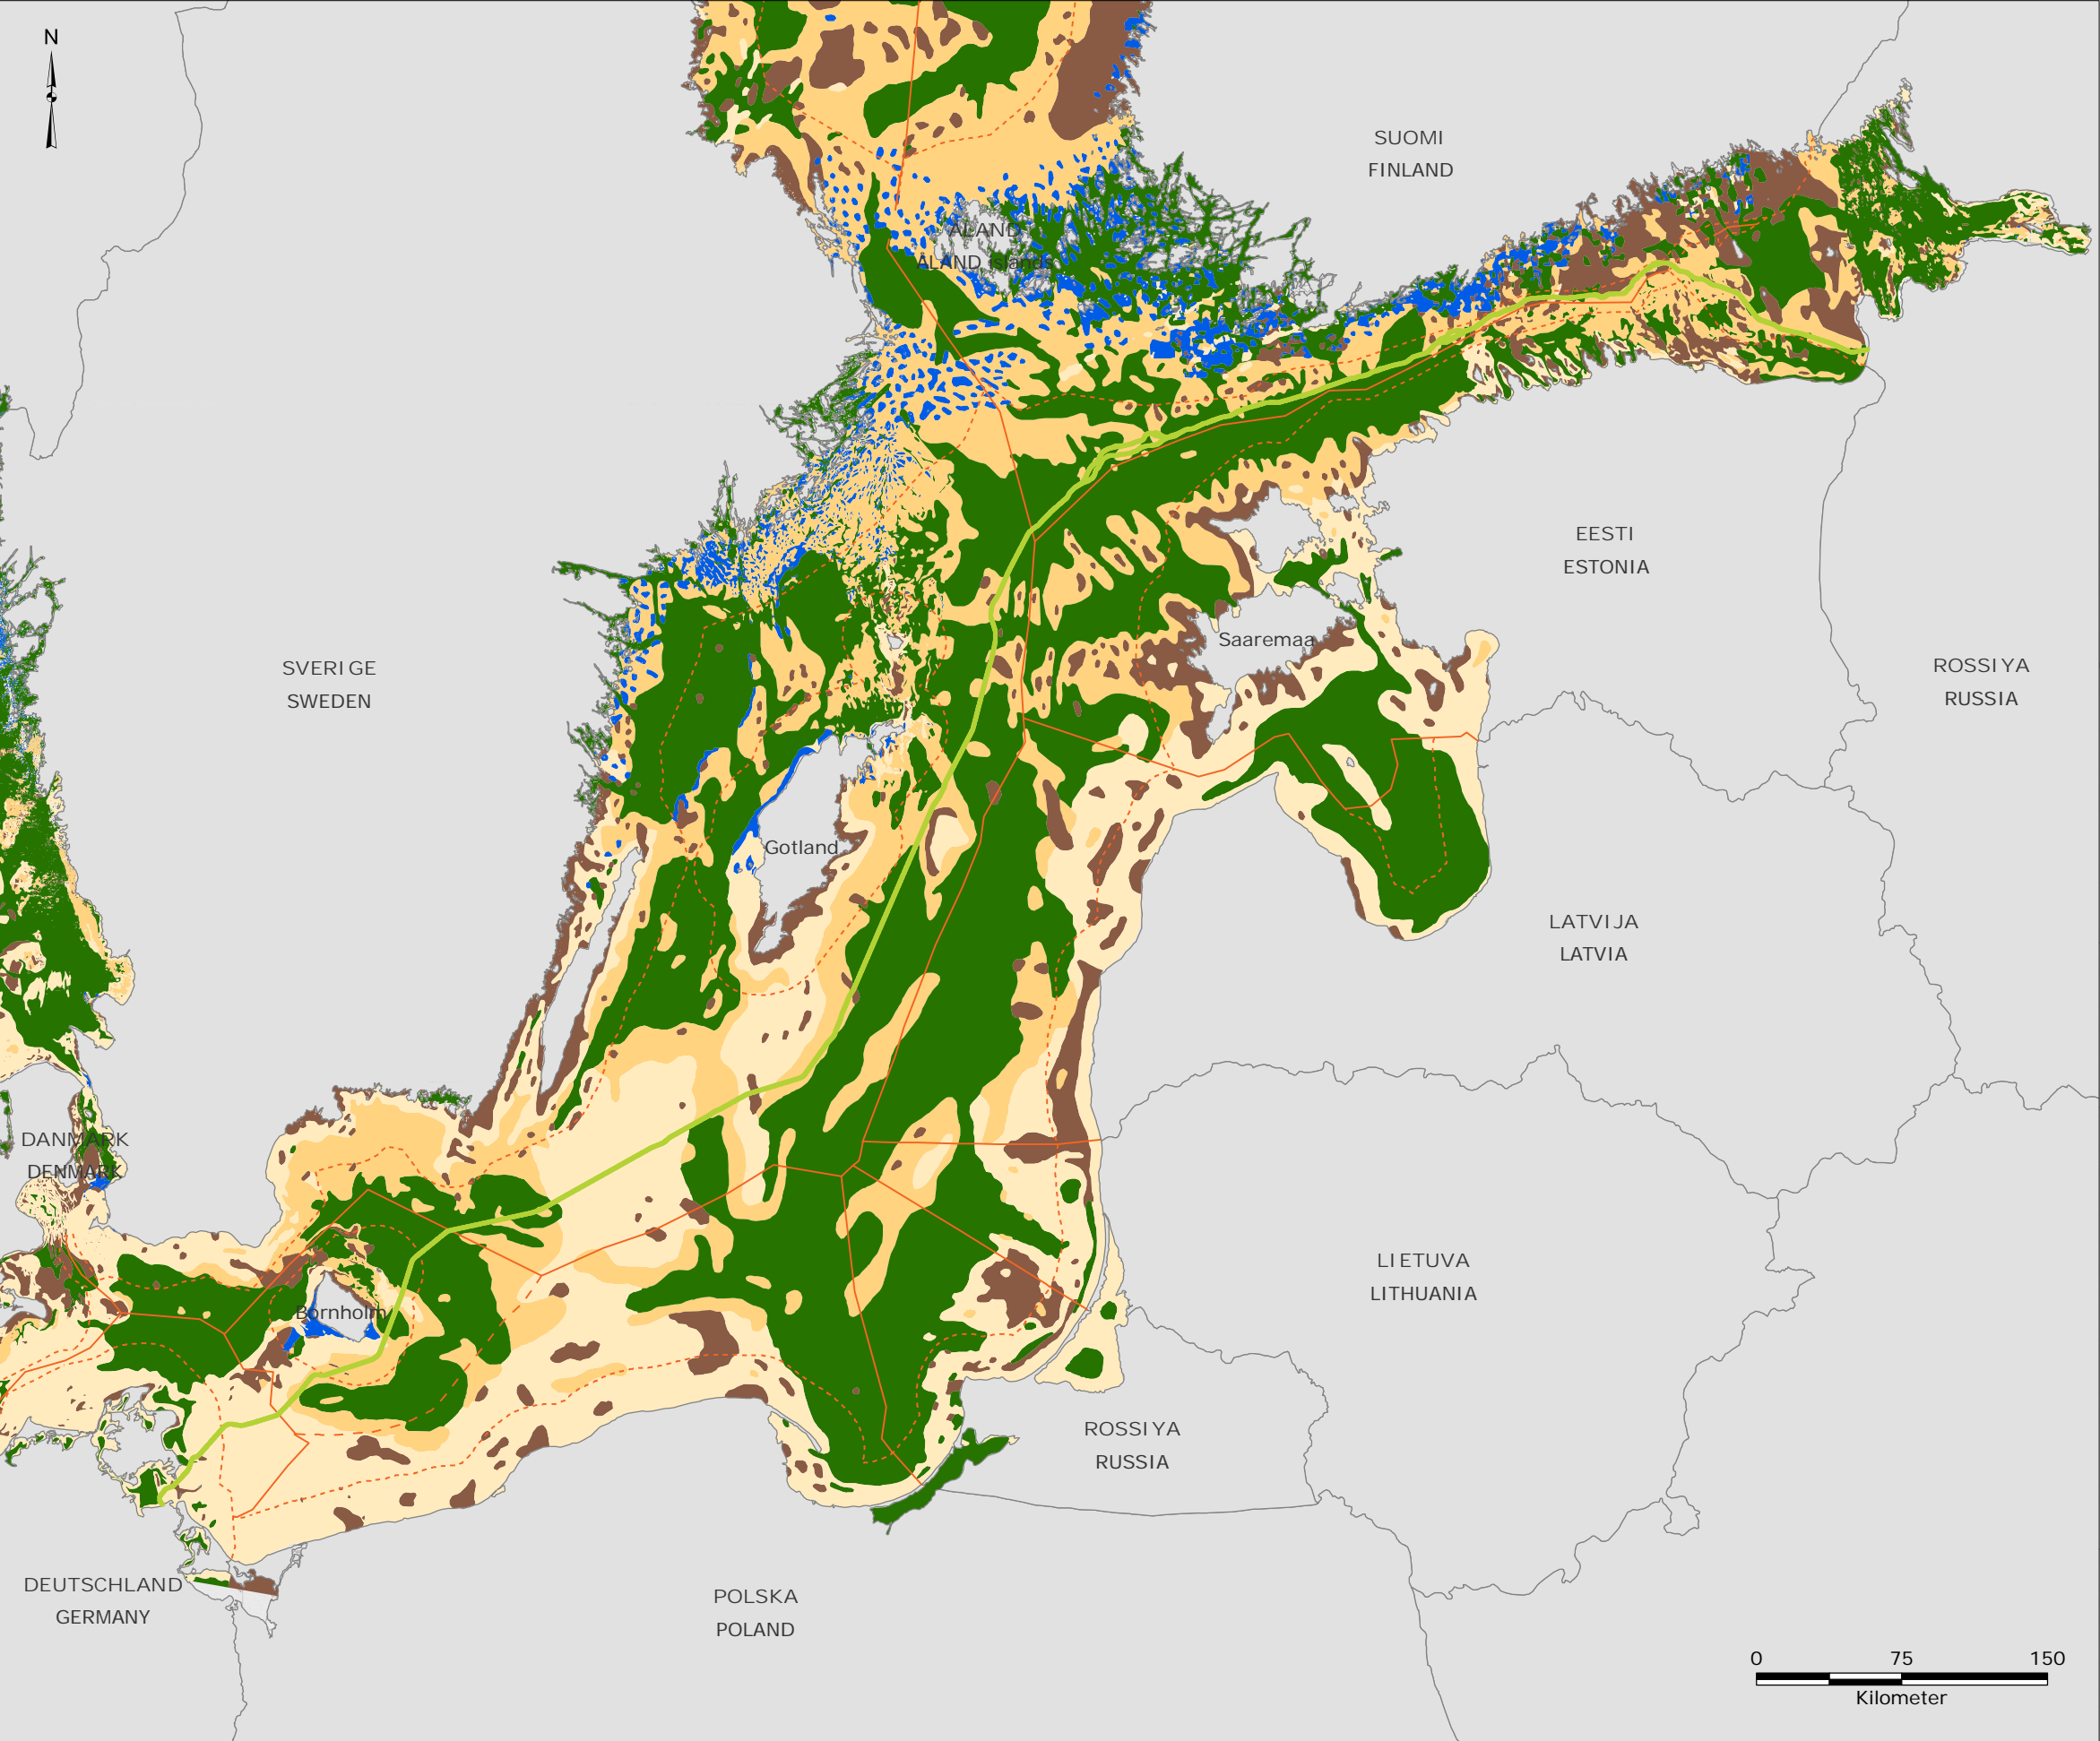 N
SUOMI
FINLAND
ÅLAND
ÅLAND islands
EESTI
ESTONIA
Saaremaa
SVERIGE
SWEDEN
ROSSIYA
RUSSIA
Gotland
LATVIJA
LATVIA
DANMARK
DENMARK
LIETUVA
LITHUANIA
Bornholm
ROSSIYA
RUSSIA
DEUTSCHLAND
GERMANY
POLSKA
POLAND
0 75 150
Kilometer